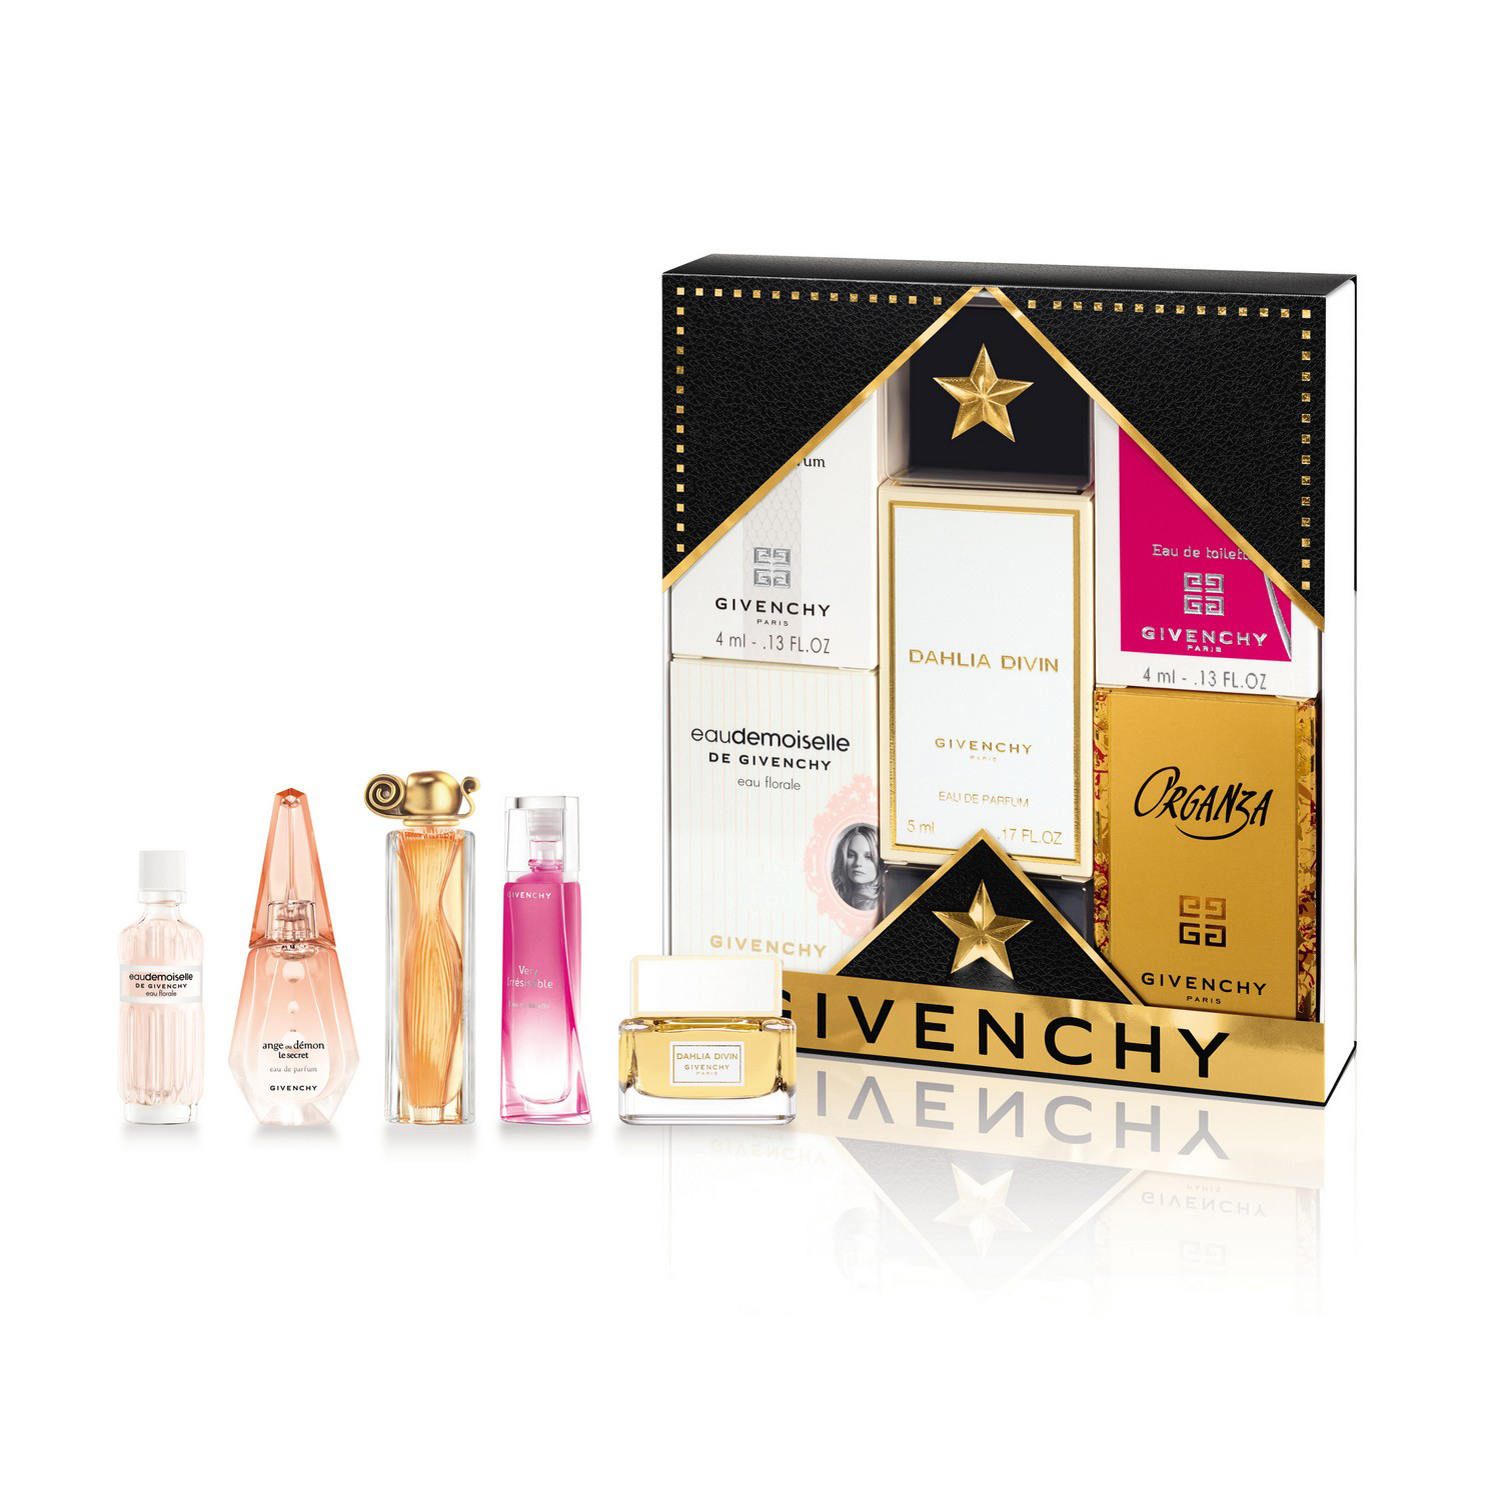 eaudemoiselle
DE GIVENCHY
eau florale
ange ou démon
le secret
eau de parfum
GIVENCHY
GIVENCHY
Very
Irrésistible
DAHLIA DIVIN
GIVENCHY
PARIS
um
GIVENCHY
PARIS
4 ml - .13 FL.OZ
eaudemoiselle
DE GIVENCHY
eau florale
GIVENCHY
DAHLIA DIVIN
GIVENCHY
PARIS
EAU DE PARFUM
5 ml .17 FL.OZ
Eau de toilett
GIVENCHY
PARIS
4 ml - .13 FL.OZ
ORGANZA
GIVENCHY
PARIS
GIVENCHY